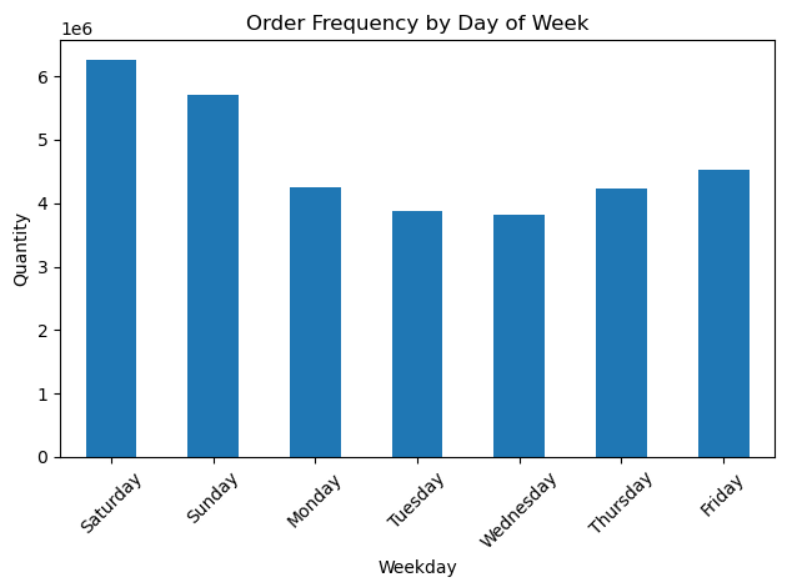 Order Frequency by Day of Week
1e6
6
5
4
3
2
1
0
Quantity
Saturday
Sunday
Monday
Tuesday
Wednesday
Thursday
Friday
Weekday